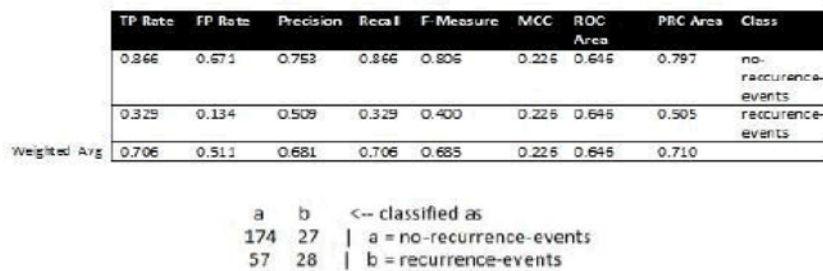 TP Rate FP Rate Precision Recall F-Measure MCC ROC Area PRC Area Class
0.866 0.671 0.753 0.866 0.806 0.226 0.646 0.797 no-reccurence-events
0.329 0.134 0.509 0.329 0.400 0.226 0.646 0.505 reccurence-events
Weighted Avg 0.706 0.511 0.681 0.706 0.685 0.226 0.646 0.710
a b <-- classified as
174 27 | a = no-recurrence-events
57 28 | b = recurrence-events